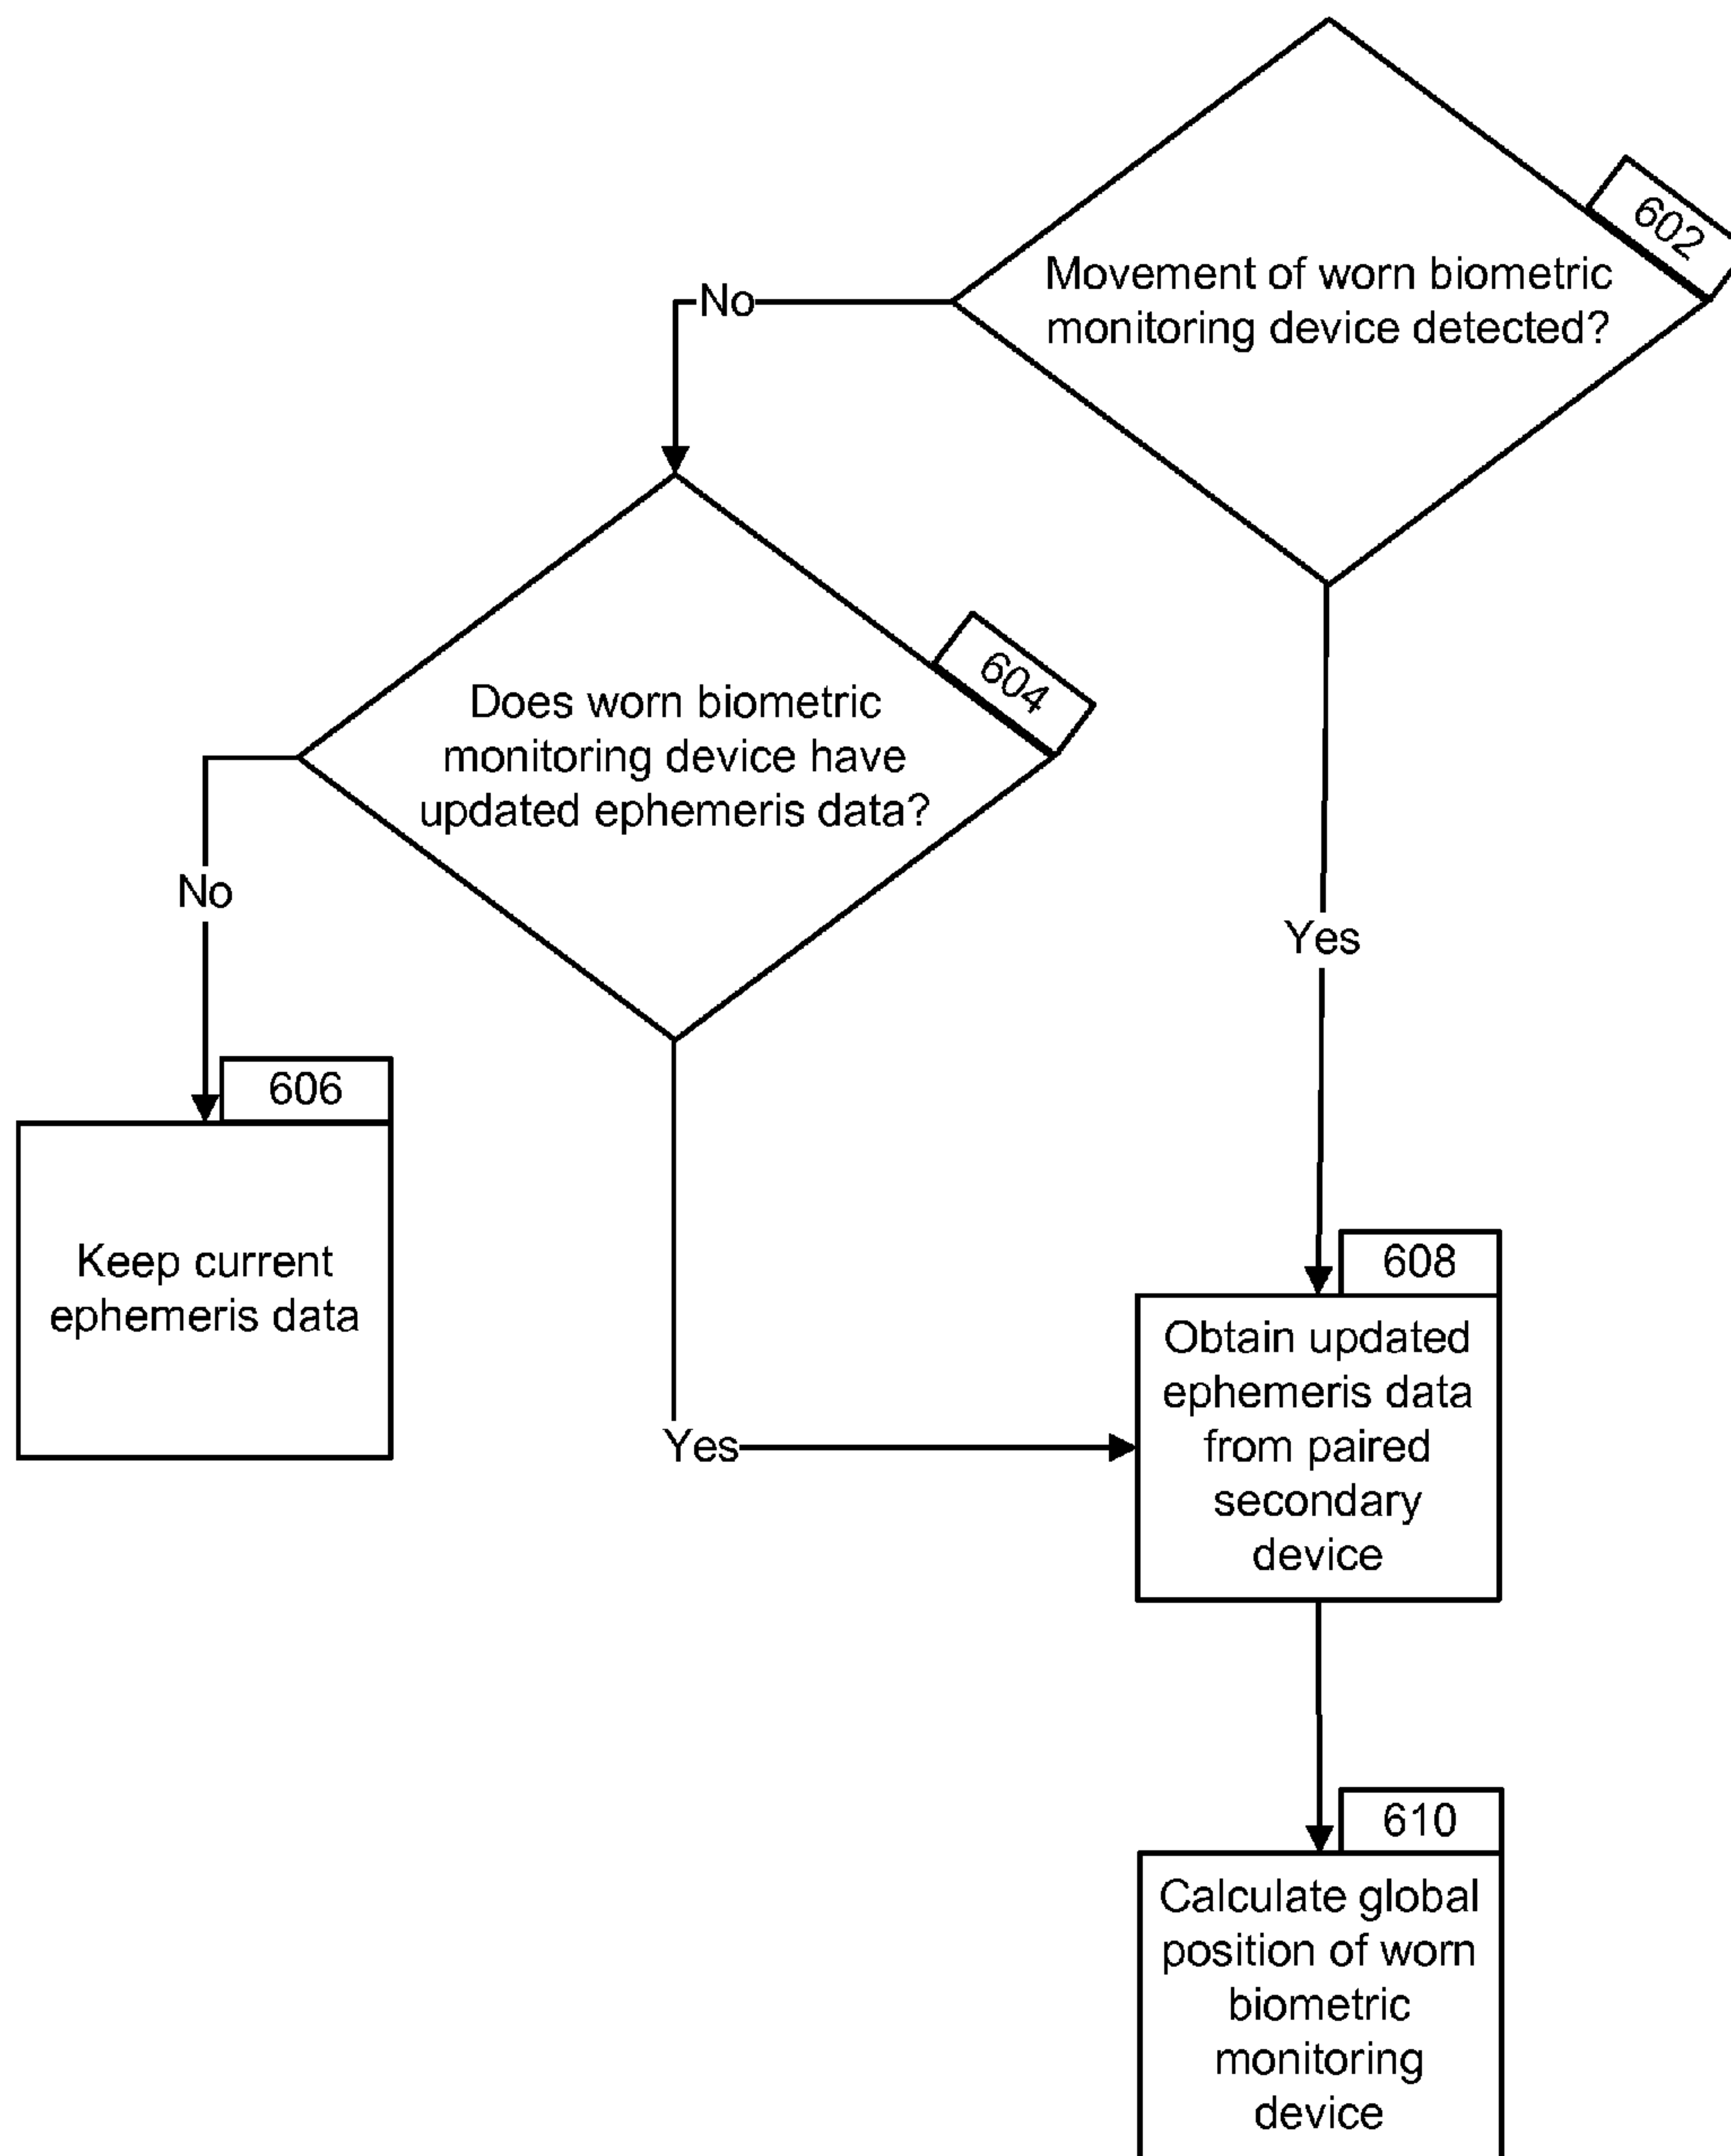 602
Movement of worn biometric
monitoring device detected?
No
604
Does worn biometric
monitoring device have
updated ephemeris data?
No
Yes
606
Keep current
ephemeris data
608
Obtain updated
ephemeris data
from paired
secondary
device
Yes
610
Calculate global
position of worn
biometric
monitoring
device